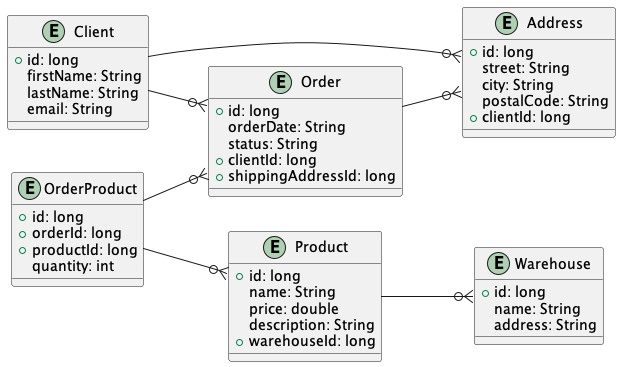 E Client
id: long
firstName: String
lastName: String
email: String
E Address
id: long
street: String
city: String
postalCode: String
clientId: long
E Order
id: long
orderDate: String
status: String
clientId: long
shippingAddressId: long
E OrderProduct
id: long
orderId: long
productId: long
quantity: int
E Product
id: long
name: String
price: double
description: String
warehouseId: long
E Warehouse
id: long
name: String
address: String